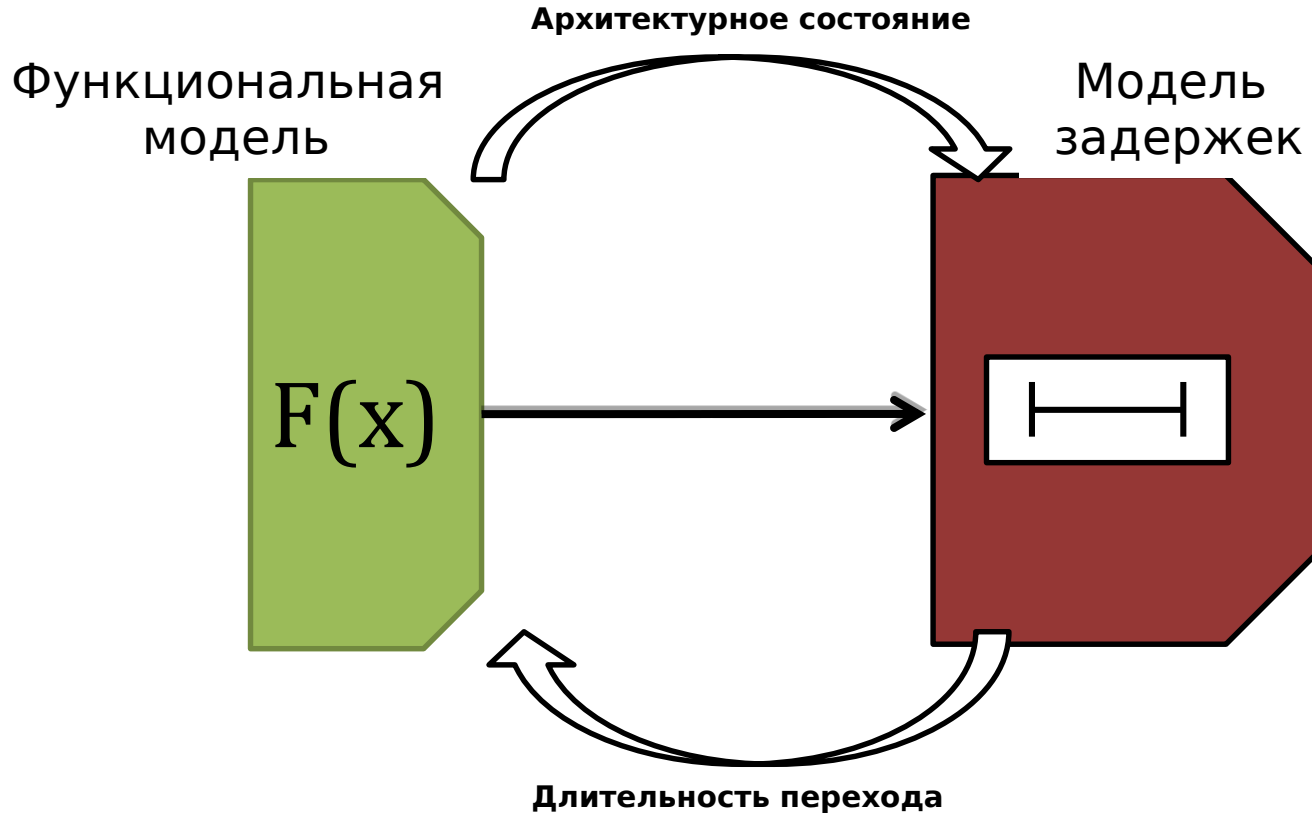 Архитектурное состояние
Функциональная
модель
Модель
задержек
F(x)
Длительность перехода